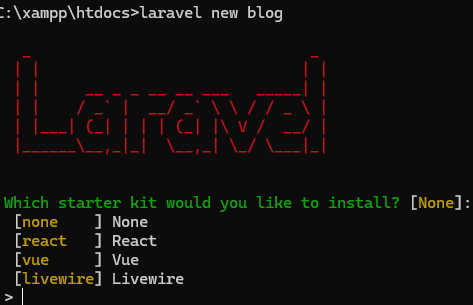 C:\xampp\htdocs>laravel new blog
Laravel
Which starter kit would you like to install? [None]:
[none    ] None
[react   ] React
[vue     ] Vue
[livewire] Livewire
>